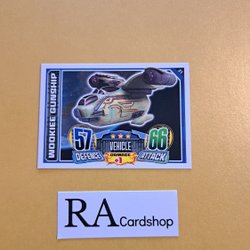 WOOKIEE GUNSHIP
57
DEFENSE
VEHICLE
66
ATTACK
RA Cardshop